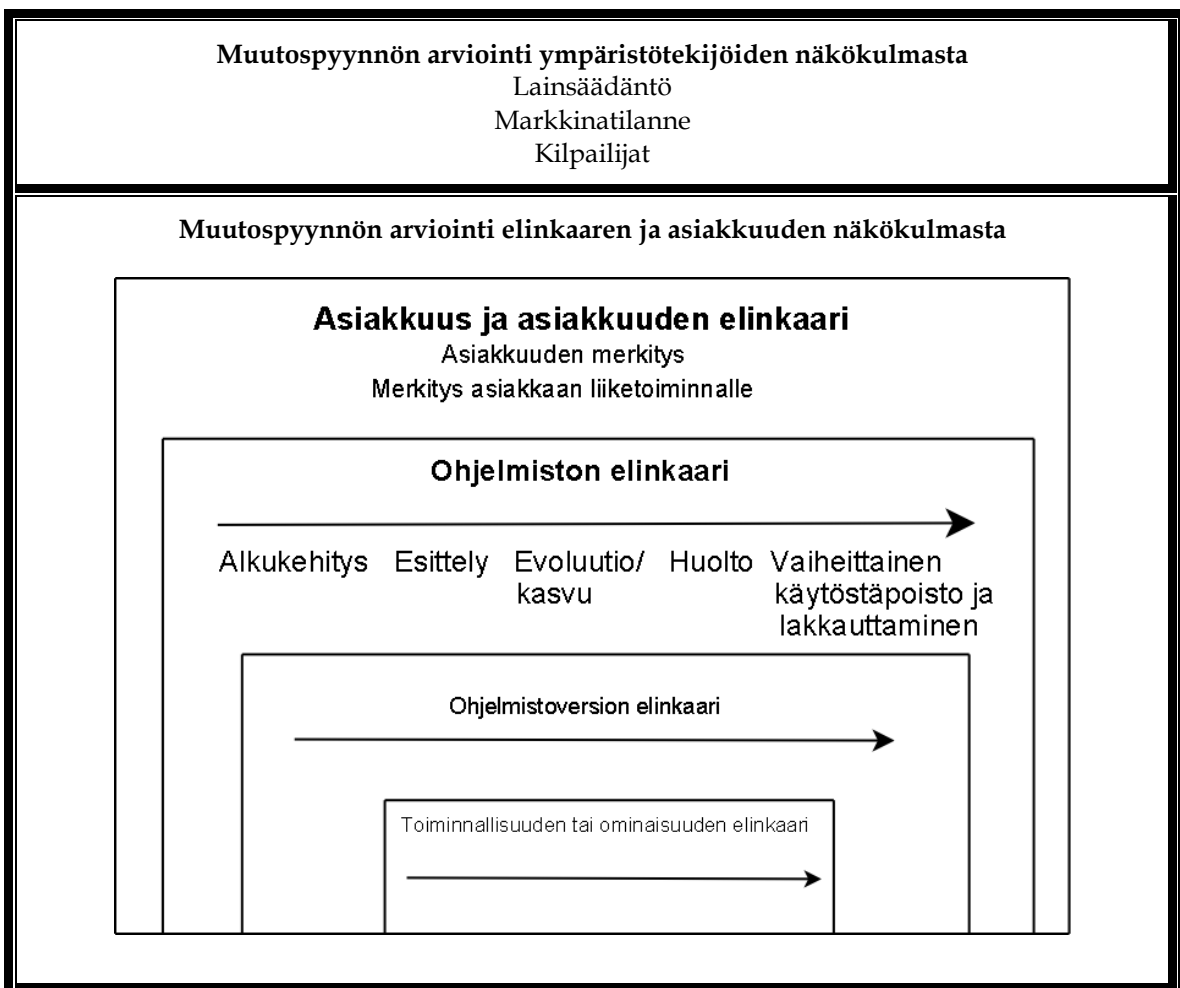 Muutospyynnön arviointi ympäristötekijöiden näkökulmasta
Lainsäädäntö
Markkinatilanne
Kilpailijat
Muutospyynnön arviointi elinkaaren ja asiakkuuden näkökulmasta
Asiakkuus ja asiakkuuden elinkaari
Asiakkuuden merkitys
Merkitys asiakkaan liiketoiminnalle
Ohjelmiston elinkaari
Alkukehitys Esittely Evoluutio/ Huolto Vaiheittainen
kasvu käytöstäpoisto ja
lakkauttaminen
Ohjelmistoversion elinkaari
Toiminnallisuuden tai ominaisuuden elinkaari